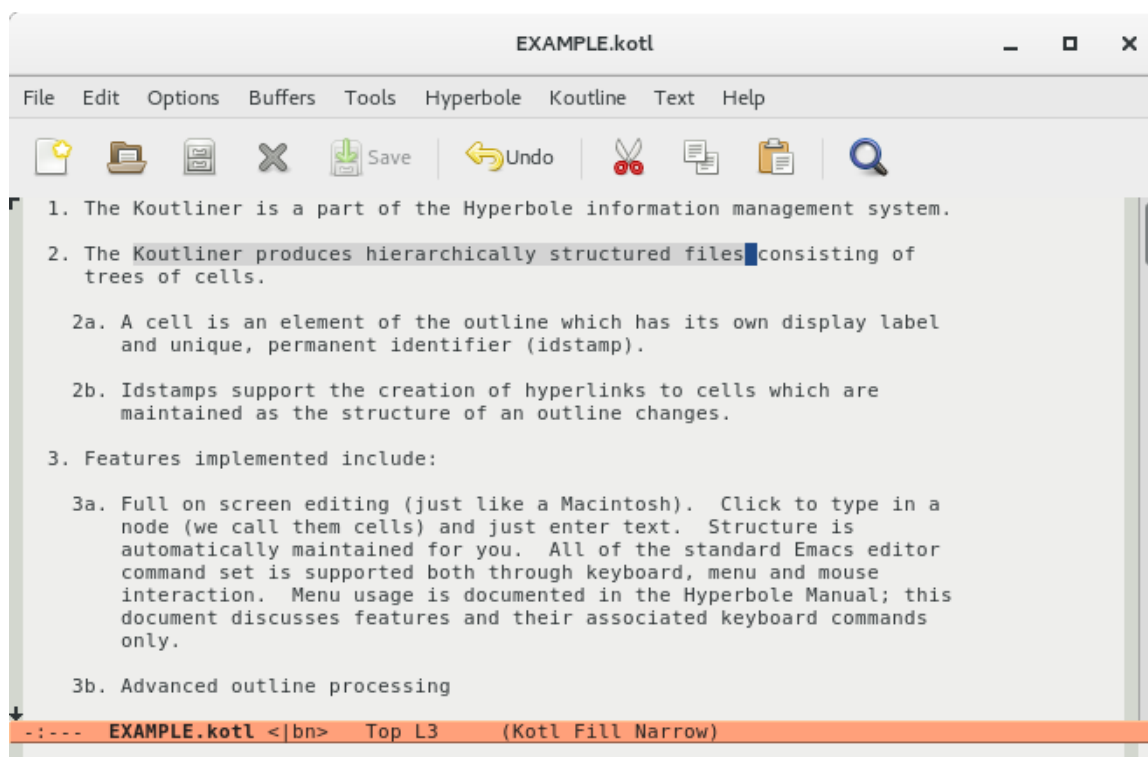 EXAMPLE.kotl
File Edit Options Buffers Tools Hyperbole Koutline Text Help
Save Undo
1. The Koutliner is a part of the Hyperbole information management system.
2. The Koutliner produces hierarchically structured files consisting of
trees of cells.
2a. A cell is an element of the outline which has its own display label
and unique, permanent identifier (idstamp).
2b. Idstamps support the creation of hyperlinks to cells which are
maintained as the structure of an outline changes.
3. Features implemented include:
3a. Full on screen editing (just like a Macintosh).  Click to type in a
node (we call them cells) and just enter text.  Structure is
automatically maintained for you.  All of the standard Emacs editor
command set is supported both through keyboard, menu and mouse
interaction.  Menu usage is documented in the Hyperbole Manual; this
document discusses features and their associated keyboard commands
only.
3b. Advanced outline processing
-:---  EXAMPLE.kotl <|bn>   Top L3     (Kotl Fill Narrow)